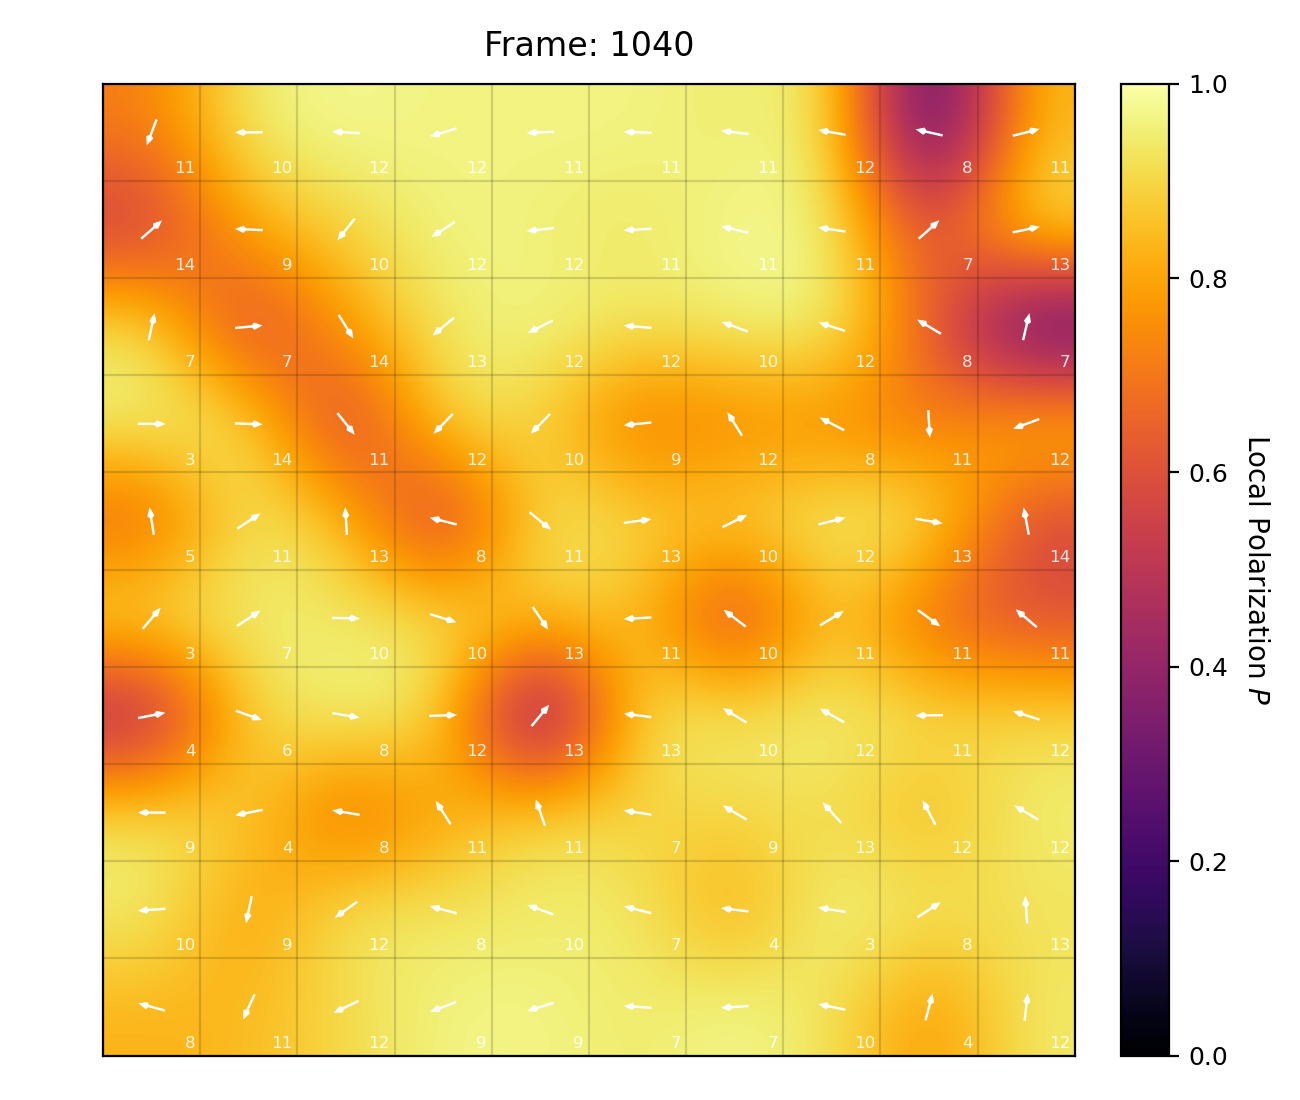 Frame: 1040
11 10 12 12 11 11 11 12 8 11
14 9 10 12 12 11 11 11 7 13
7 7 14 13 12 12 10 12 8 7
3 14 11 12 10 9 12 8 11 12
5 11 13 8 11 13 10 12 13 14
3 7 10 10 13 11 10 11 11 11
4 6 8 12 13 13 10 12 11 12
9 4 8 11 11 7 9 13 12 12
10 9 12 8 10 7 4 3 8 13
8 11 12 9 9 7 7 10 4 12
1.0
0.8
0.6
0.4
0.2
0.0
Local Polarization P